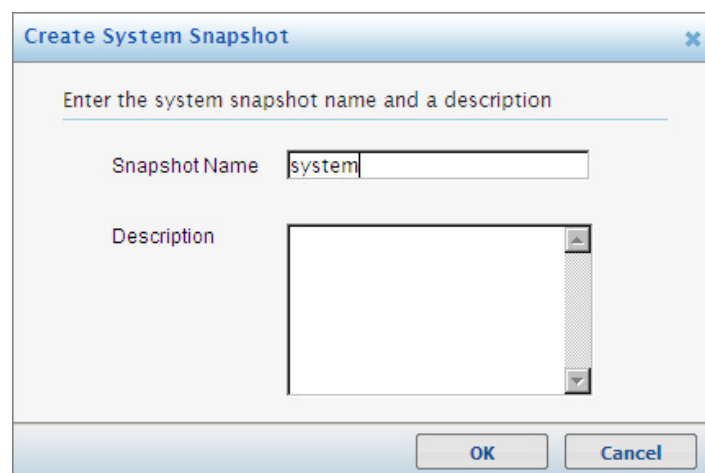 Create System Snapshot
Enter the system snapshot name and a description
Snapshot Name system
Description
OK Cancel